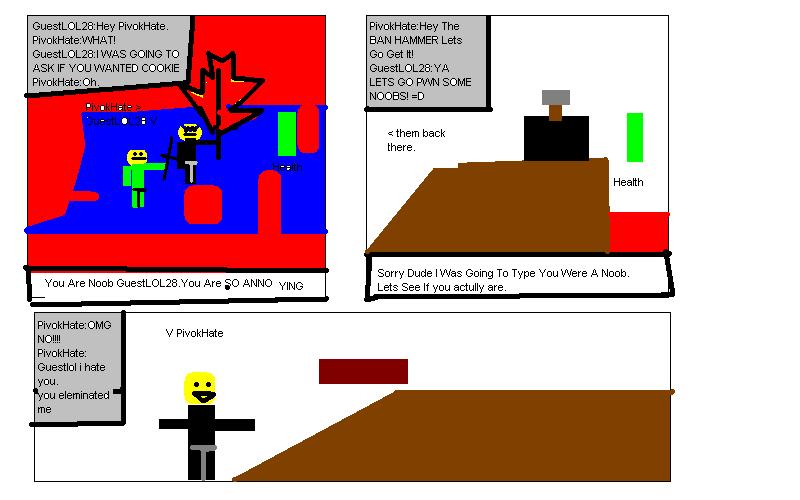 GuestLOL28:Hey PivokHate.
PivokHate:WHAT!
GuestLOL28:I WAS GOING TO
ASK IF YOU WANTED COOKIE
PivokHate:Oh.
PivokHate &
GuestLOL28 V
Health
You Are Noob GuestLOL28.You Are SO ANNO YING
PivokHate:Hey The
BAN HAMMER Lets
Go Get It!
GuestLOL28:YA
LETS GO PWN SOME
NOOBS! =D
< them back
there.
Health
Sorry Dude I Was Going To Type You Were A Noob.
Lets See If you actully are.
PivokHate:OMG
NO!!!!
PivokHate:
Guestlol i hate
you.
you eleminated
me
V PivokHate